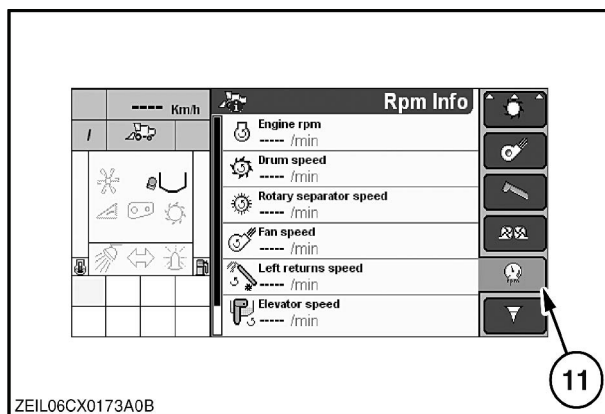 ---- Km/h
Rpm Info
I
Engine rpm
----- /min
Drum speed
----- /min
Rotary separator speed
----- /min
Fan speed
----- /min
Left returns speed
----- /min
Elevator speed
----- /min
rpm
11
ZEIL06CX0173A0B